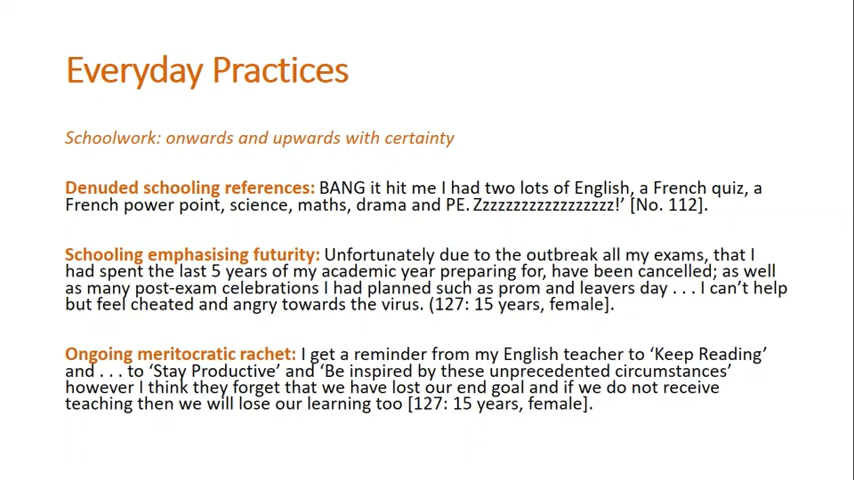 Everyday Practices
Schoolwork: onwards and upwards with certainty
Denuded schooling references: BANG it hit me I had two lots of English, a French quiz, a
French power point, science, maths, drama and PE. Zzzzzzzzzzzzzzzzzz!’ [No. 112].
Schooling emphasising futurity: Unfortunately due to the outbreak all my exams, that I
had spent the last 5 years of my academic year preparing for, have been cancelled; as well
as many post-exam celebrations I had planned such as prom and leavers day . . . I can’t help
but feel cheated and angry towards the virus. (127: 15 years, female].
Ongoing meritocratic rachet: I get a reminder from my English teacher to ‘Keep Reading’
and . . . to ‘Stay Productive’ and ‘Be inspired by these unprecedented circumstances’
however I think they forget that we have lost our end goal and if we do not receive
teaching then we will lose our learning too [127: 15 years, female].